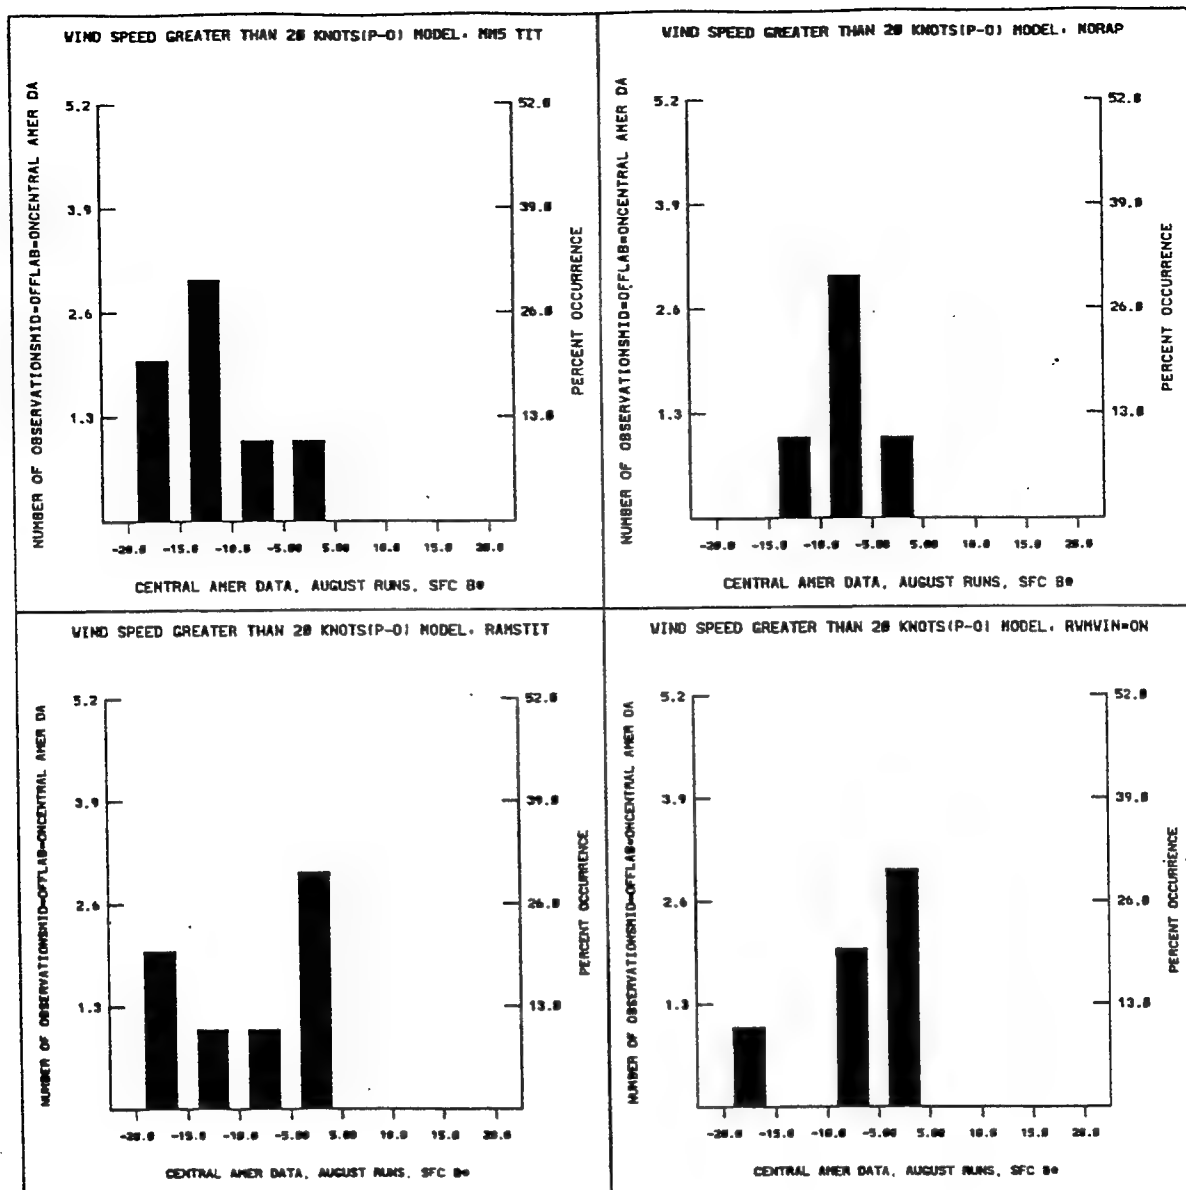 WIND SPEED GREATER THAN 20 KNOTS(P-O) MODEL. MM5 TIT
NUMBER OF OBSERVATIONSMID=OFFLAB=ONCENTRAL AMER DA
5.2
3.9
2.6
1.3
52.0
39.0
26.0
13.0
PERCENT OCCURRENCE
-20.0 -15.0 -10.0 -5.00 5.00 10.0 15.0 20.0
CENTRAL AMER DATA, AUGUST RUNS, SFC
WIND SPEED GREATER THAN 20 KNOTS(P-O) MODEL. NORAP
NUMBER OF OBSERVATIONSMID=OFFLAB=ONCENTRAL AMER DA
5.2
3.9
2.6
1.3
52.0
39.0
26.0
13.0
PERCENT OCCURRENCE
-20.0 -15.0 -10.0 -5.00 5.00 10.0 15.0 20.0
CENTRAL AMER DATA, AUGUST RUNS, SFC
WIND SPEED GREATER THAN 20 KNOTS(P-O) MODEL. RAMSTIT
NUMBER OF OBSERVATIONSMID=OFFLAB=ONCENTRAL AMER DA
5.2
3.9
2.6
1.3
52.0
39.0
26.0
13.0
PERCENT OCCURRENCE
-20.0 -15.0 -10.0 -5.00 5.00 10.0 15.0 20.0
CENTRAL AMER DATA, AUGUST RUNS, SFC
WIND SPEED GREATER THAN 20 KNOTS(P-O) MODEL. RWMWIN=ON
NUMBER OF OBSERVATIONSMID=OFFLAB=ONCENTRAL AMER DA
5.2
3.9
2.6
1.3
52.0
39.0
26.0
13.0
PERCENT OCCURRENCE
-20.0 -15.0 -10.0 -5.00 5.00 10.0 15.0 20.0
CENTRAL AMER DATA, AUGUST RUNS, SFC